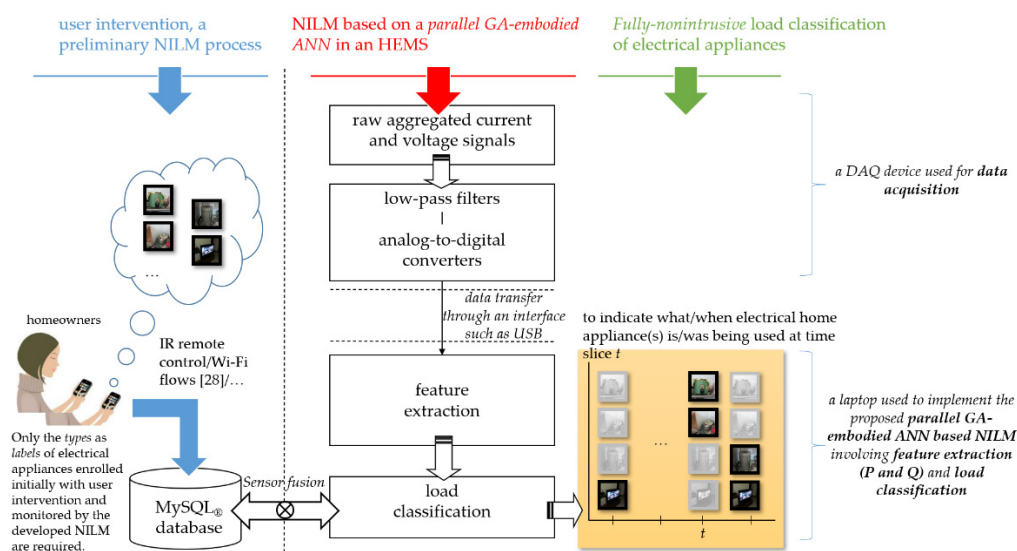 user intervention, a
preliminary NILM process
NILM based on a parallel GA-embodied
ANN in an HEMS
Fully-nonintrusive load classification
of electrical appliances
raw aggregated current
and voltage signals
low-pass filters
|
analog-to-digital
converters
a DAQ device used for data
acquisition
...
data transfer
through an interface
such as USB
homeowners
IR remote
control/Wi-Fi
flows [28]/...
to indicate what/when electrical home
appliance(s) is/was being used at time
slice t
feature
extraction
...
a laptop used to implement the
proposed parallel GA-
embodied ANN based NILM
involving feature extraction
(P and Q) and load
classification
Only the types as
labels of electrical
appliances enrolled
initially with user
intervention and
monitored by the
developed NILM
are required.
MySQL®
database
Sensor fusion
load
classification
t